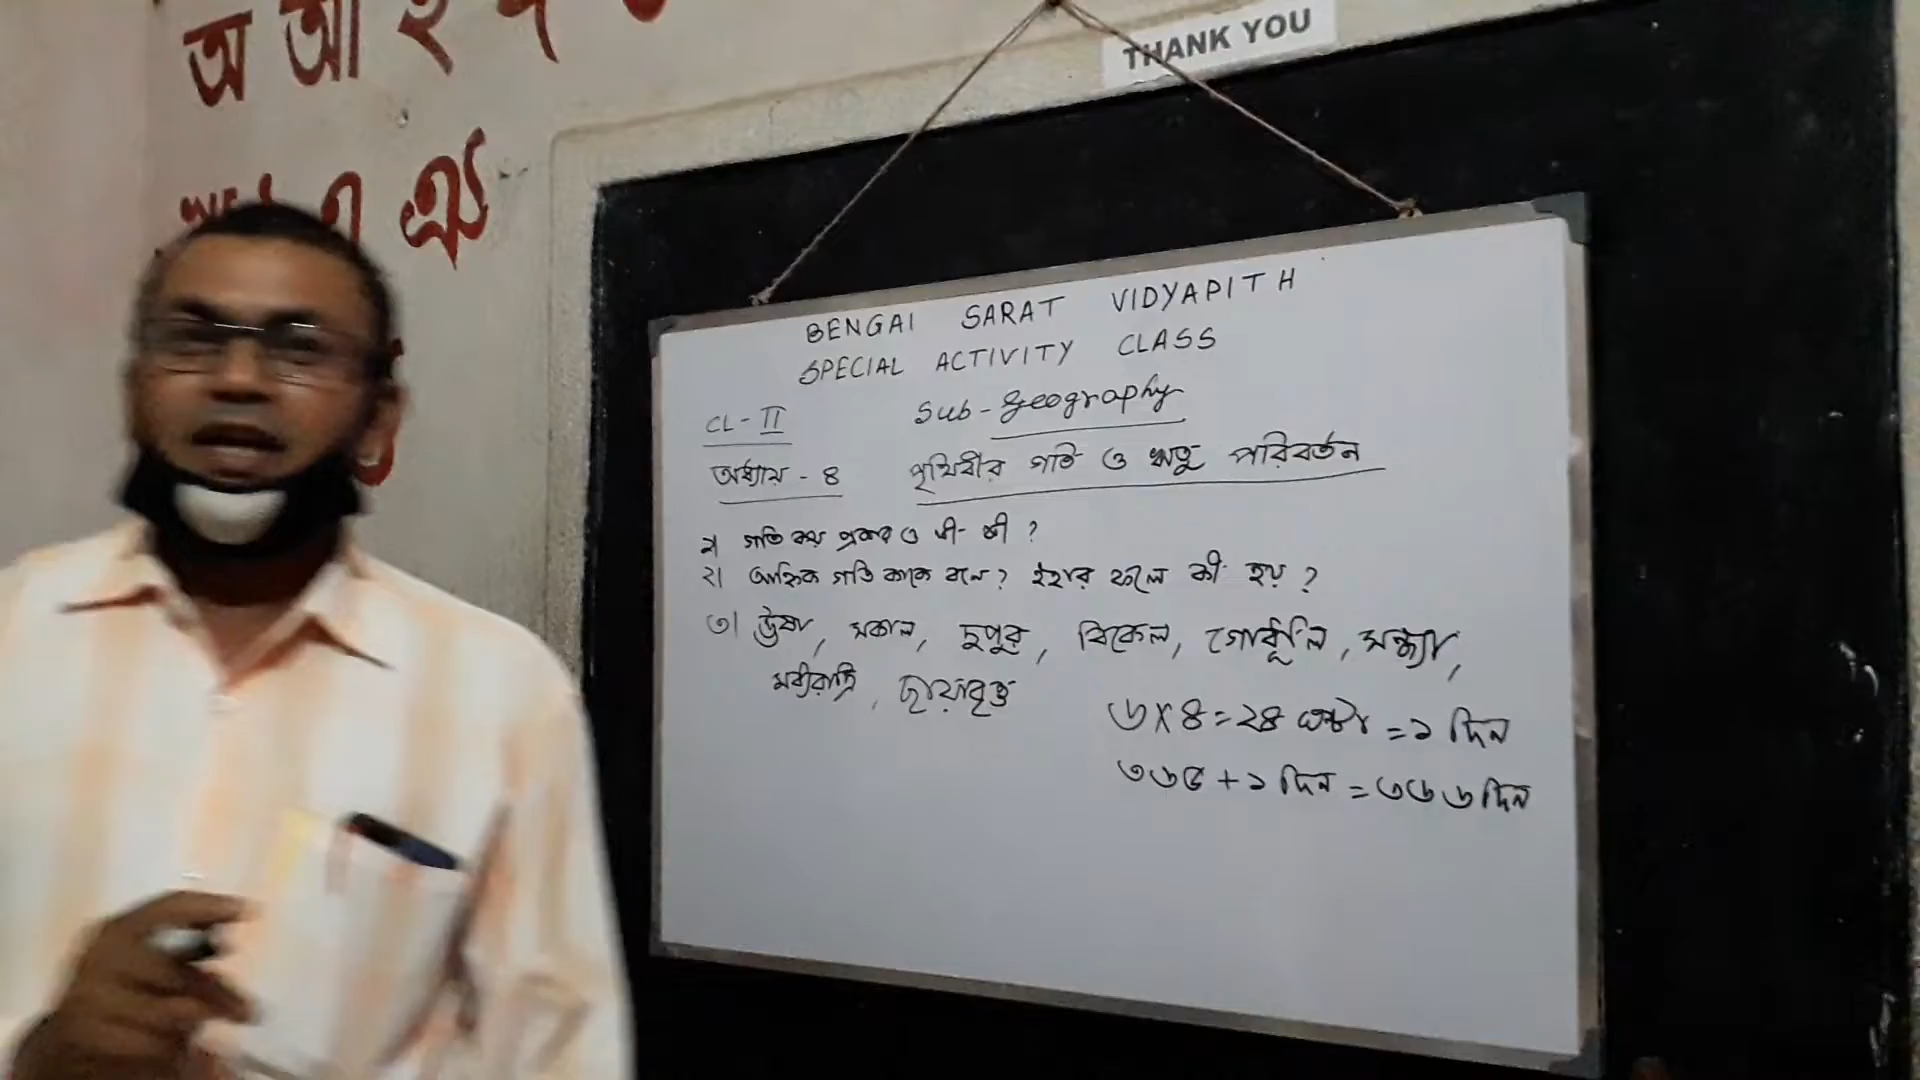 অ আ ই
THANK YOU
এ ঐ
BENGAI SARAT VIDYAPITH
SPECIAL ACTIVITY CLASS
CL - II Sub - Geography
অধ্যায় - ৪ পৃথিবীর গতি ও ঋতু পরিবর্তন
১। গতি কয় প্রকার ও কী - কী ?
২। আহ্নিক গতি কাকে বলে ? ইহার ফলে কী হয় ?
৩। ঊষা, সকাল, দুপুর, বিকেল, গোধূলি, সন্ধ্যা,
মধ্যরাত্রি, ছায়াবৃত্ত
৬ X ৪ = ২৪ ঘন্টা = ১ দিন
৩৬৫ + ১ দিন = ৩৬৬ দিন